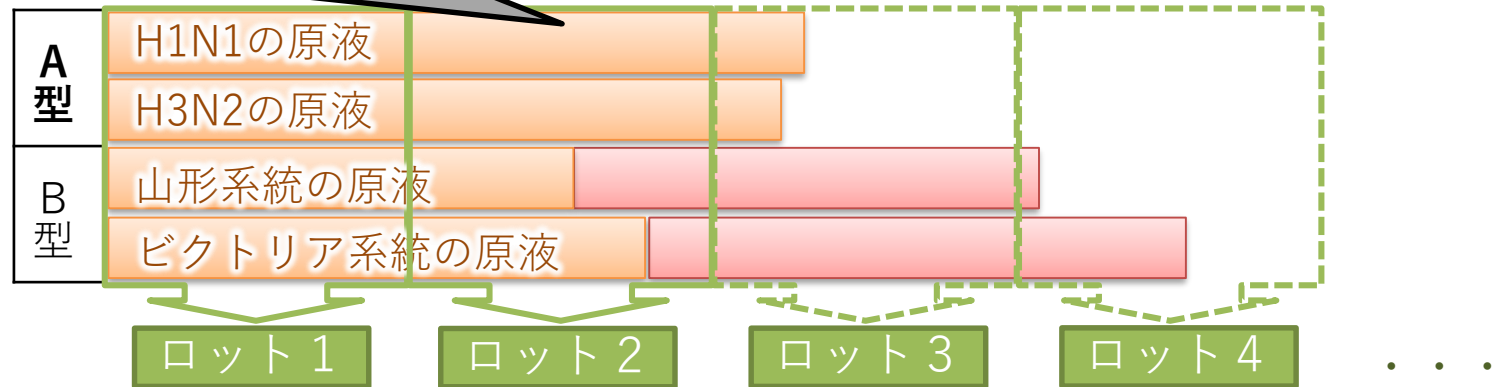 A型
H1N1の原液
H3N2の原液
B型
山形系統の原液
ビクトリア系統の原液
ロット1
ロット2
ロット3
ロット4
・・・